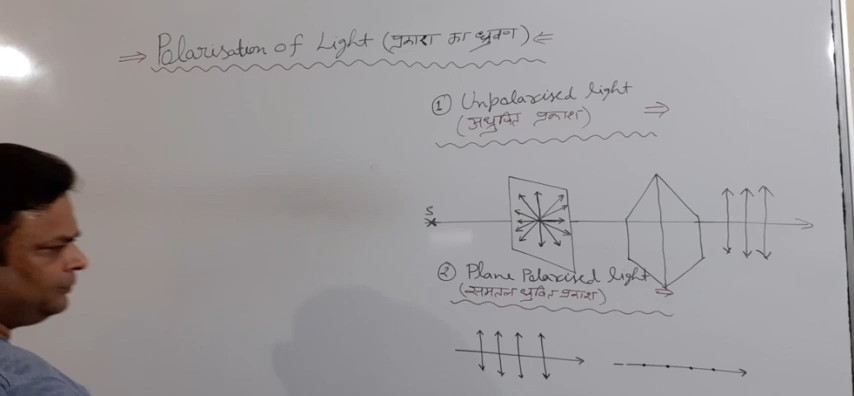 ⇒ Polarisation of Light (प्रकाश का ध्रुवण) ⇐
① Unpolarised light ⇒
(अध्रुवित प्रकाश)
S
② Plane Polarised light ⇒
(समतल ध्रुवित प्रकाश)